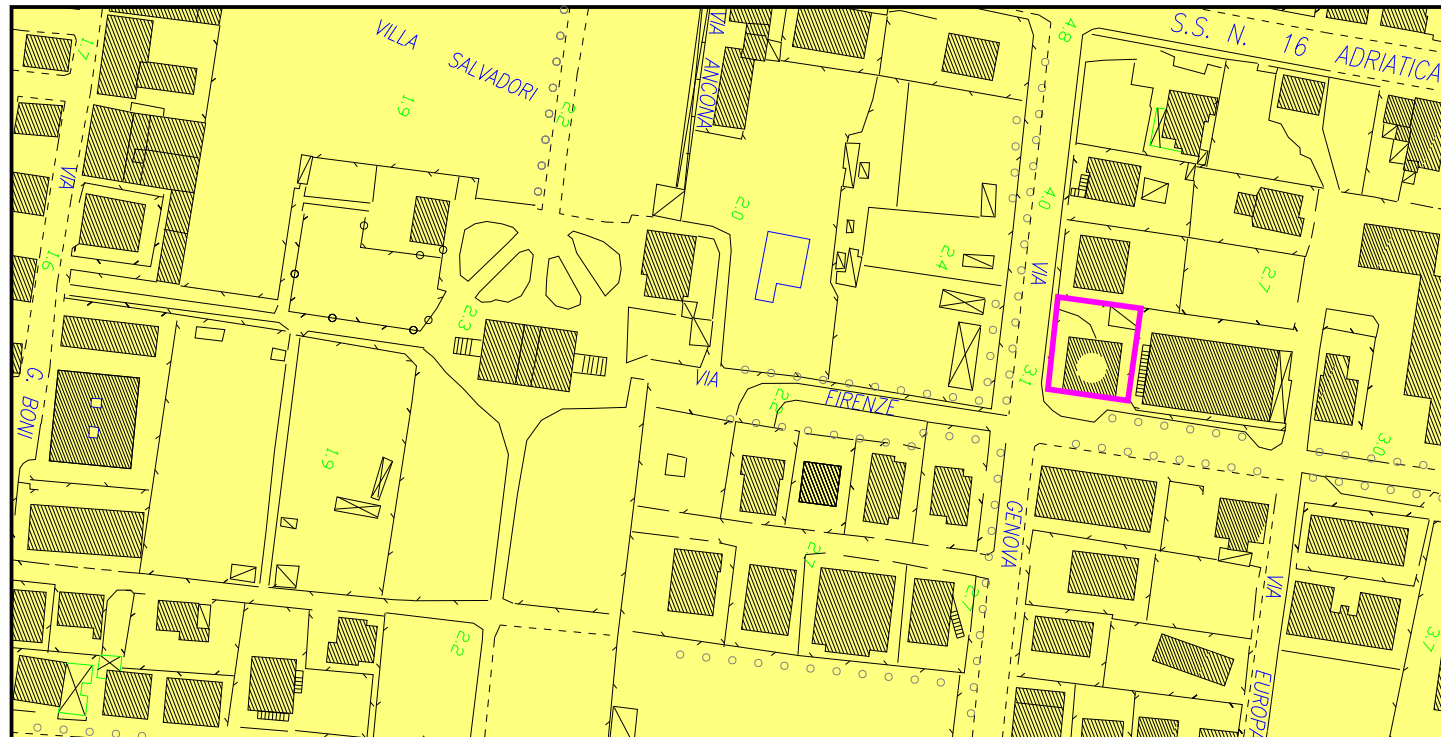 VILLA
SALVADORI
VIA
ANCONA
S.S. N. 16 ADRIATICA
4.8
1.7
1.9
2.2
VIA
2.0
4.0
2.4
VIA
2.7
1.6
2.3
3.1
VIA
FIRENZE
2.2
G. BONI
1.9
3.0
GENOVA
2.7
2.7
VIA
2.2
3.7
EUROPA